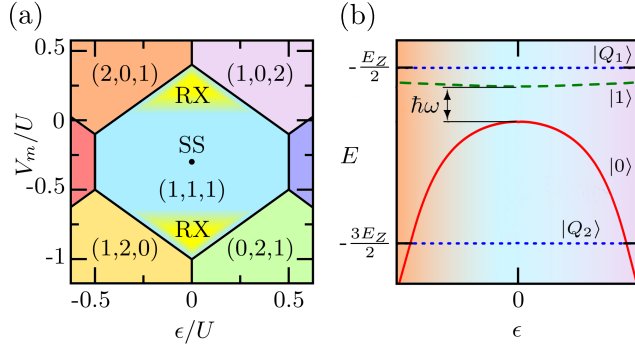 (a)
0.5
0
-0.5
-1
V_m/U
(2,0,1)
(1,0,2)
RX
SS
(1,1,1)
RX
(1,2,0)
(0,2,1)
-0.5
0
0.5
ϵ/U
(b)
E
-E_Z/2
-3E_Z/2
|Q_1⟩
|1⟩
ħω
|0⟩
|Q_2⟩
0
ϵ